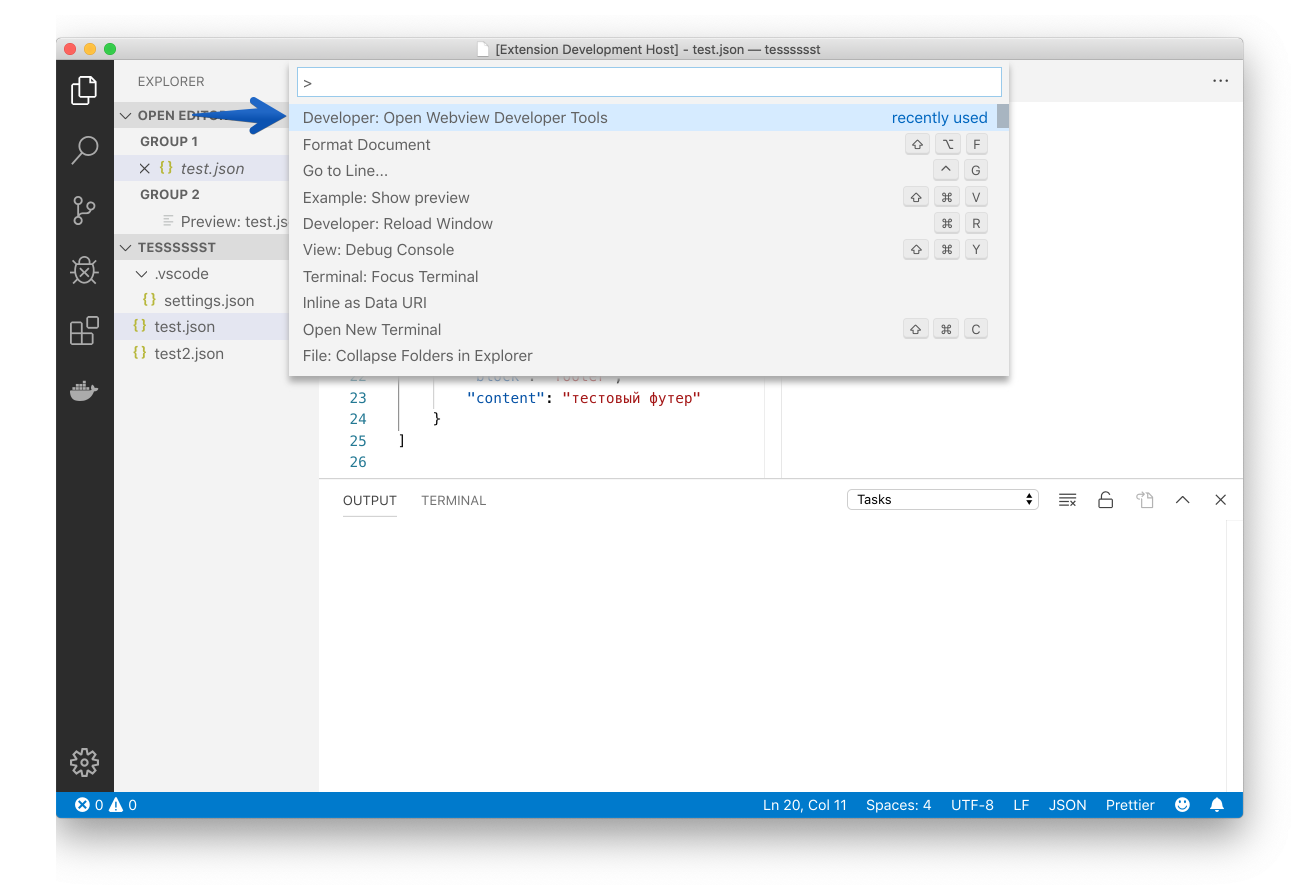 [Extension Development Host] - test.json — tesssssst
EXPLORER
OPEN EDITORS
GROUP 1
{} test.json
GROUP 2
Preview: test.js
TESSSSSST
.vscode
{} settings.json
{} test.json
{} test2.json
>
Developer: Open Webview Developer Tools recently used
Format Document ⇧ ⌥ F
Go to Line... ^ G
Example: Show preview ⇧ ⌘ V
Developer: Reload Window ⌘ R
View: Debug Console ⇧ ⌘ Y
Terminal: Focus Terminal
Inline as Data URI
Open New Terminal ⇧ ⌘ C
File: Collapse Folders in Explorer
23 "content": "тестовый футер"
24 }
25 ]
26
OUTPUT TERMINAL Tasks
0 0 Ln 20, Col 11 Spaces: 4 UTF-8 LF JSON Prettier